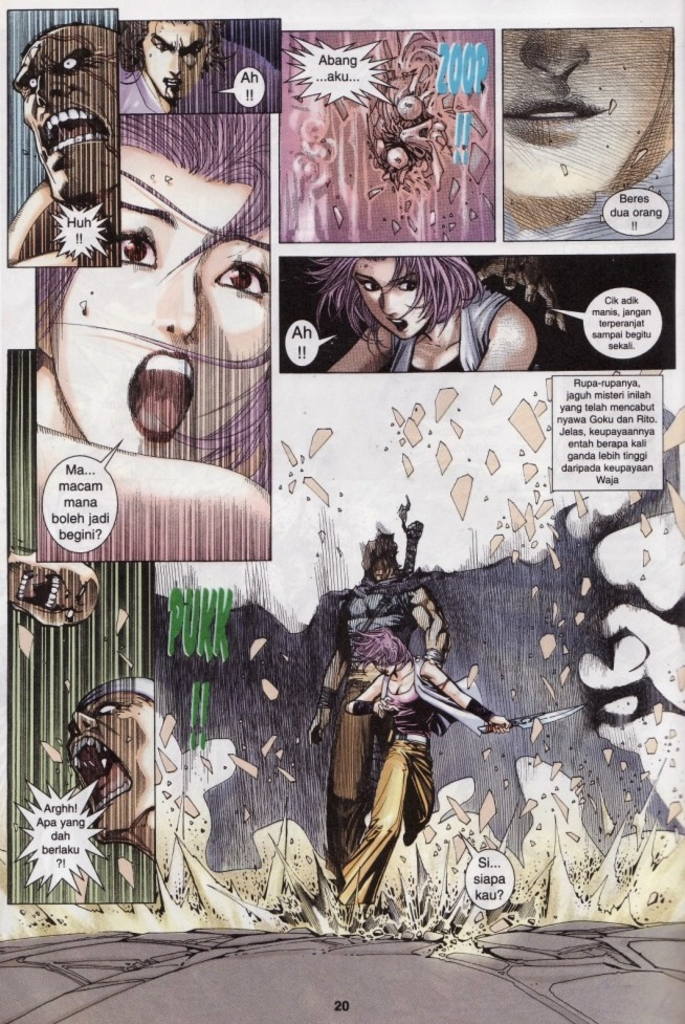 Huh
!!
Ah
!!
Abang
...aku...
ZOOP
!!
Beres
dua orang
!!
Ma...
macam
mana
boleh jadi
begini?
Ah
!!
Cik adik
manis, jangan
terperanjat
sampai begitu
sekali.
Rupa-rupanya,
jaguh misteri inilah
yang telah mencabut
nyawa Goku dan Rito.
Jelas, keupayaannya
entah berapa kali
ganda lebih tinggi
daripada keupayaan
Waja
Arghh!
Apa yang
dah
berlaku
?!
PUKK
!!
Si...
siapa
kau?
20